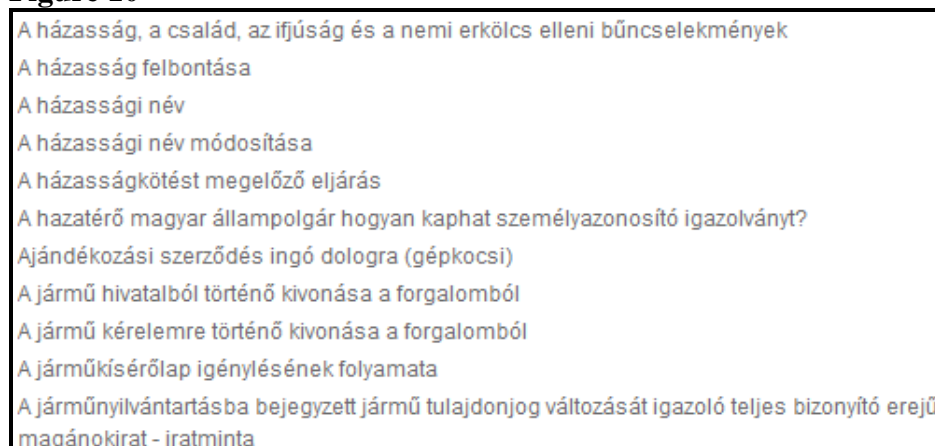 A házasság, a család, az ifjúság és a nemi erkölcs elleni bűncselekmények
A házasság felbontása
A házassági név
A házassági név módosítása
A házasságkötést megelőző eljárás
A hazatérő magyar állampolgár hogyan kaphat személyazonosító igazolványt?
Ajándékozási szerződés ingó dologra (gépkocsi)
A jármű hivatalból történő kivonása a forgalomból
A jármű kérelemre történő kivonása a forgalomból
A járműkísérőlap igénylésének folyamata
A járműnyilvántartásba bejegyzett jármű tulajdonjog változását igazoló teljes bizonyító erejű
magánokirat - iratminta